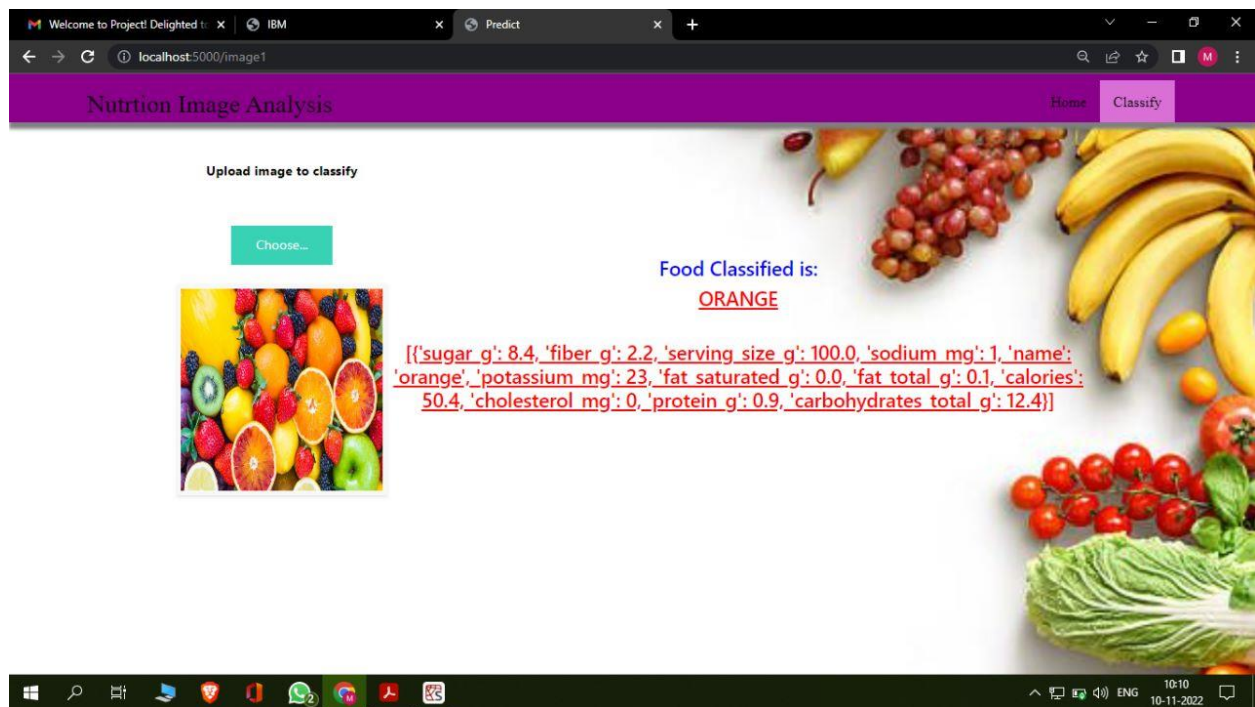 Welcome to Project! Delighted to
IBM
Predict
localhost:5000/image1
M
Nutrtion Image Analysis
Home
Classify
Upload image to classify
Choose...
Food Classified is:
ORANGE
[{'sugar_g': 8.4, 'fiber_g': 2.2, 'serving_size_g': 100.0, 'sodium_mg': 1, 'name':
'orange', 'potassium_mg': 23, 'fat_saturated_g': 0.0, 'fat_total_g': 0.1, 'calories':
50.4, 'cholesterol_mg': 0, 'protein_g': 0.9, 'carbohydrates_total_g': 12.4}]
2
ENG
10:10
10-11-2022